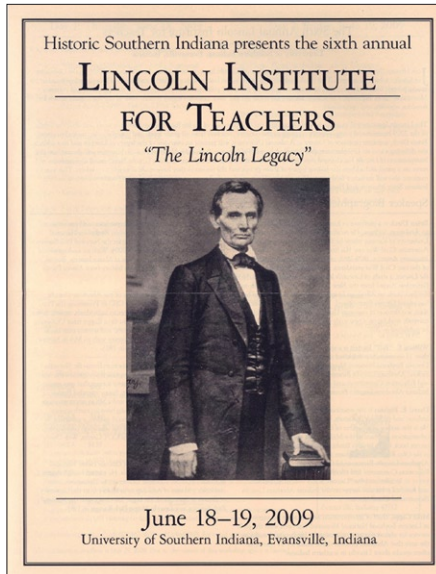 Historic Southern Indiana presents the sixth annual
LINCOLN INSTITUTE
FOR TEACHERS
“The Lincoln Legacy”
June 18–19, 2009
University of Southern Indiana, Evansville, Indiana